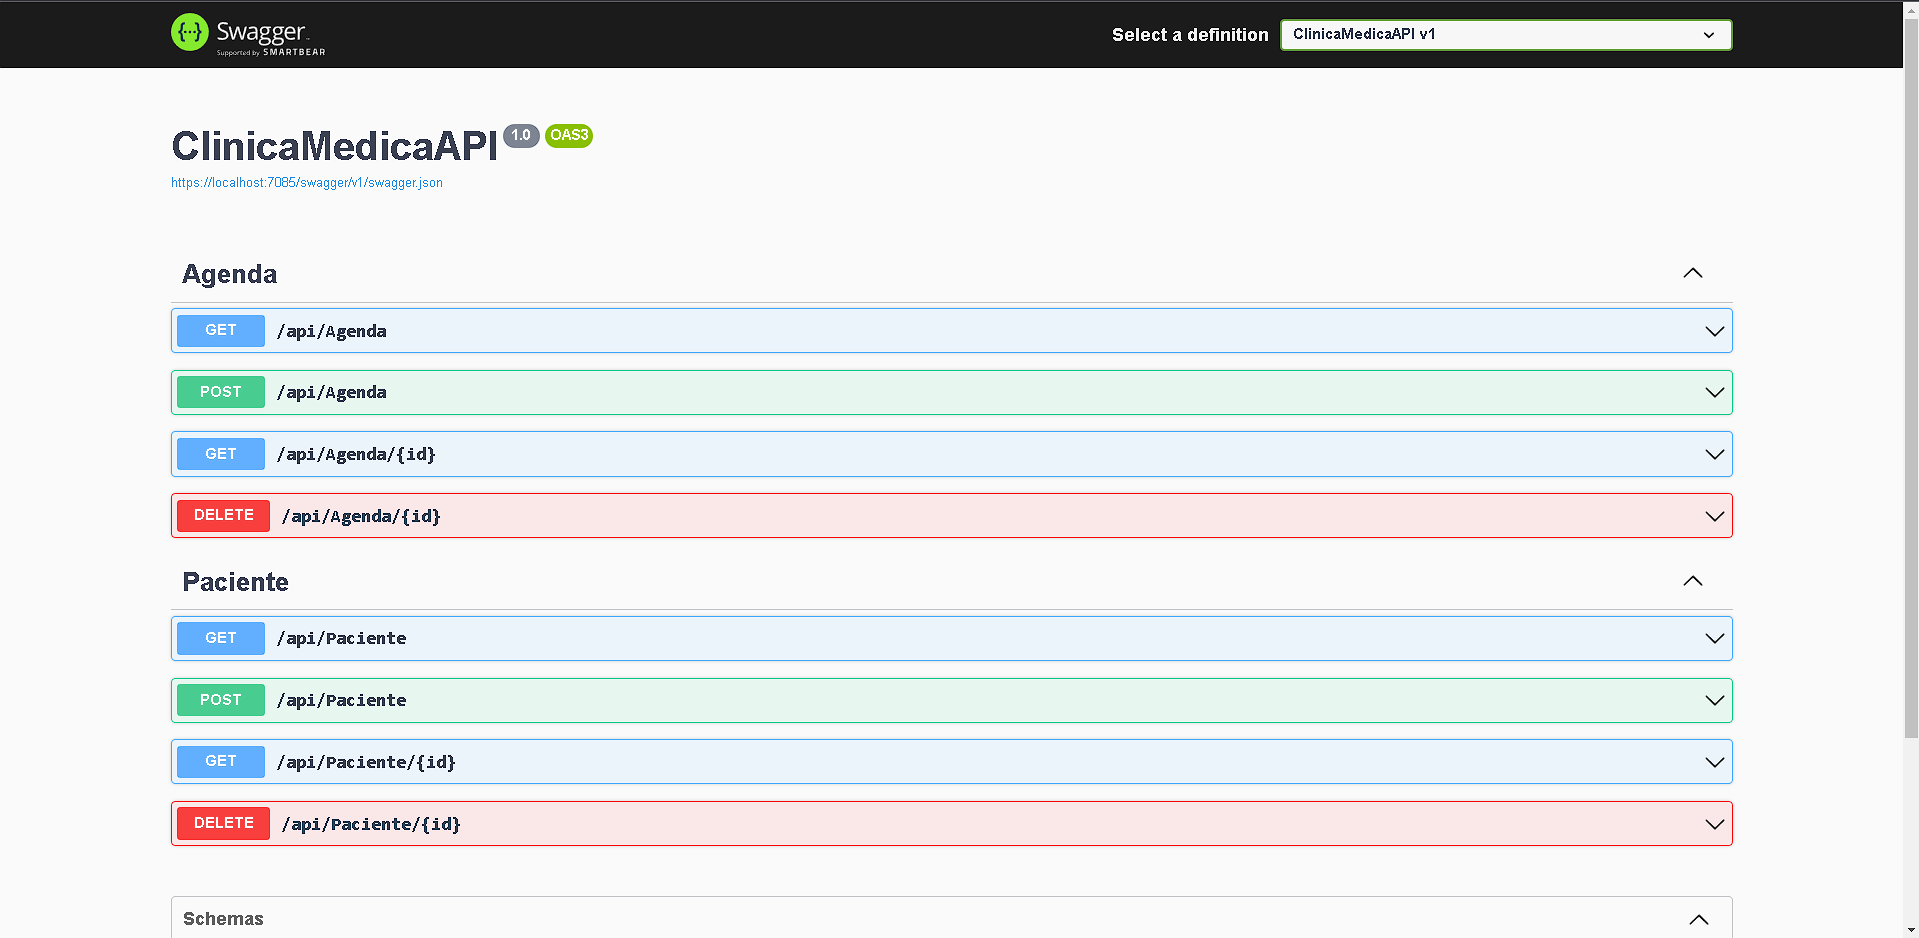 Swagger
Supported by SMARTBEAR
Select a definition
ClinicaMedicaAPI v1
ClinicaMedicaAPI 1.0 OAS3
https://localhost:7085/swagger/v1/swagger.json
Agenda
GET /api/Agenda
POST /api/Agenda
GET /api/Agenda/{id}
DELETE /api/Agenda/{id}
Paciente
GET /api/Paciente
POST /api/Paciente
GET /api/Paciente/{id}
DELETE /api/Paciente/{id}
Schemas